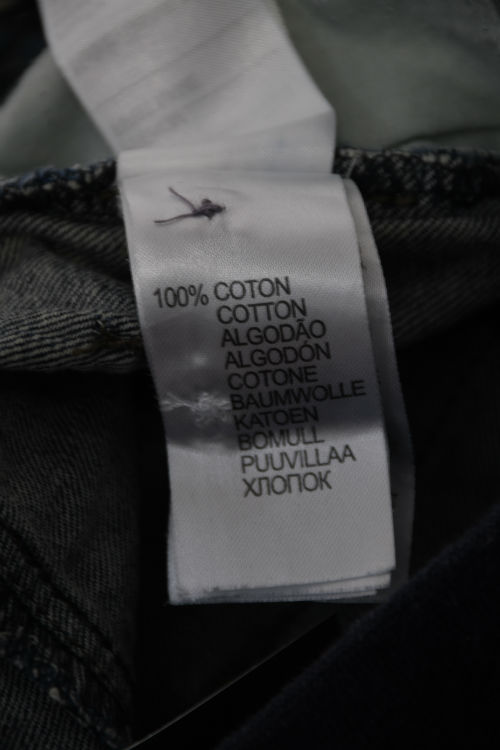 100% COTON
COTTON
ALGODÃO
ALGODÓN
COTONE
BAUMWOLLE
KATOEN
BOMULL
PUUVILLAA
ХЛОПОК